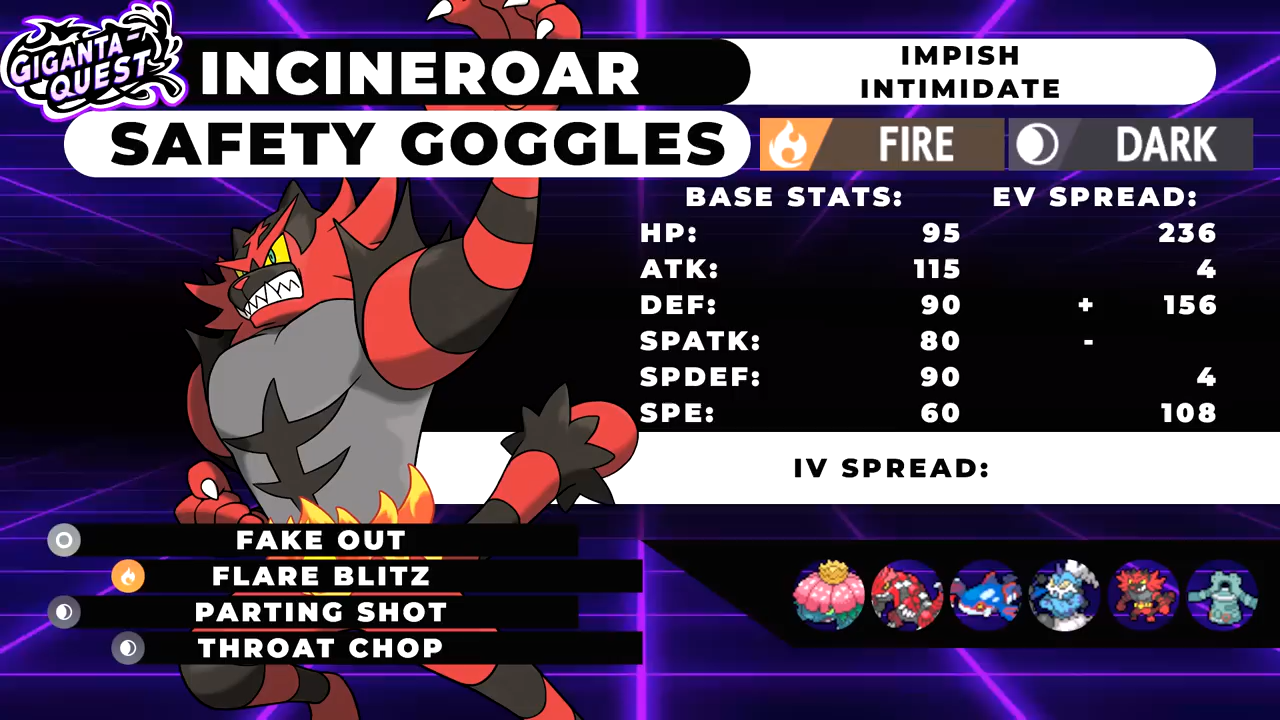 GIGANTA-
QUEST
INCINEROAR
IMPISH
INTIMIDATE
SAFETY GOGGLES
FIRE
DARK
BASE STATS: EV SPREAD:
HP: 95 236
ATK: 115 4
DEF: 90 + 156
SPATK: 80 -
SPDEF: 90 4
SPE: 60 108
IV SPREAD:
FAKE OUT
FLARE BLITZ
PARTING SHOT
THROAT CHOP